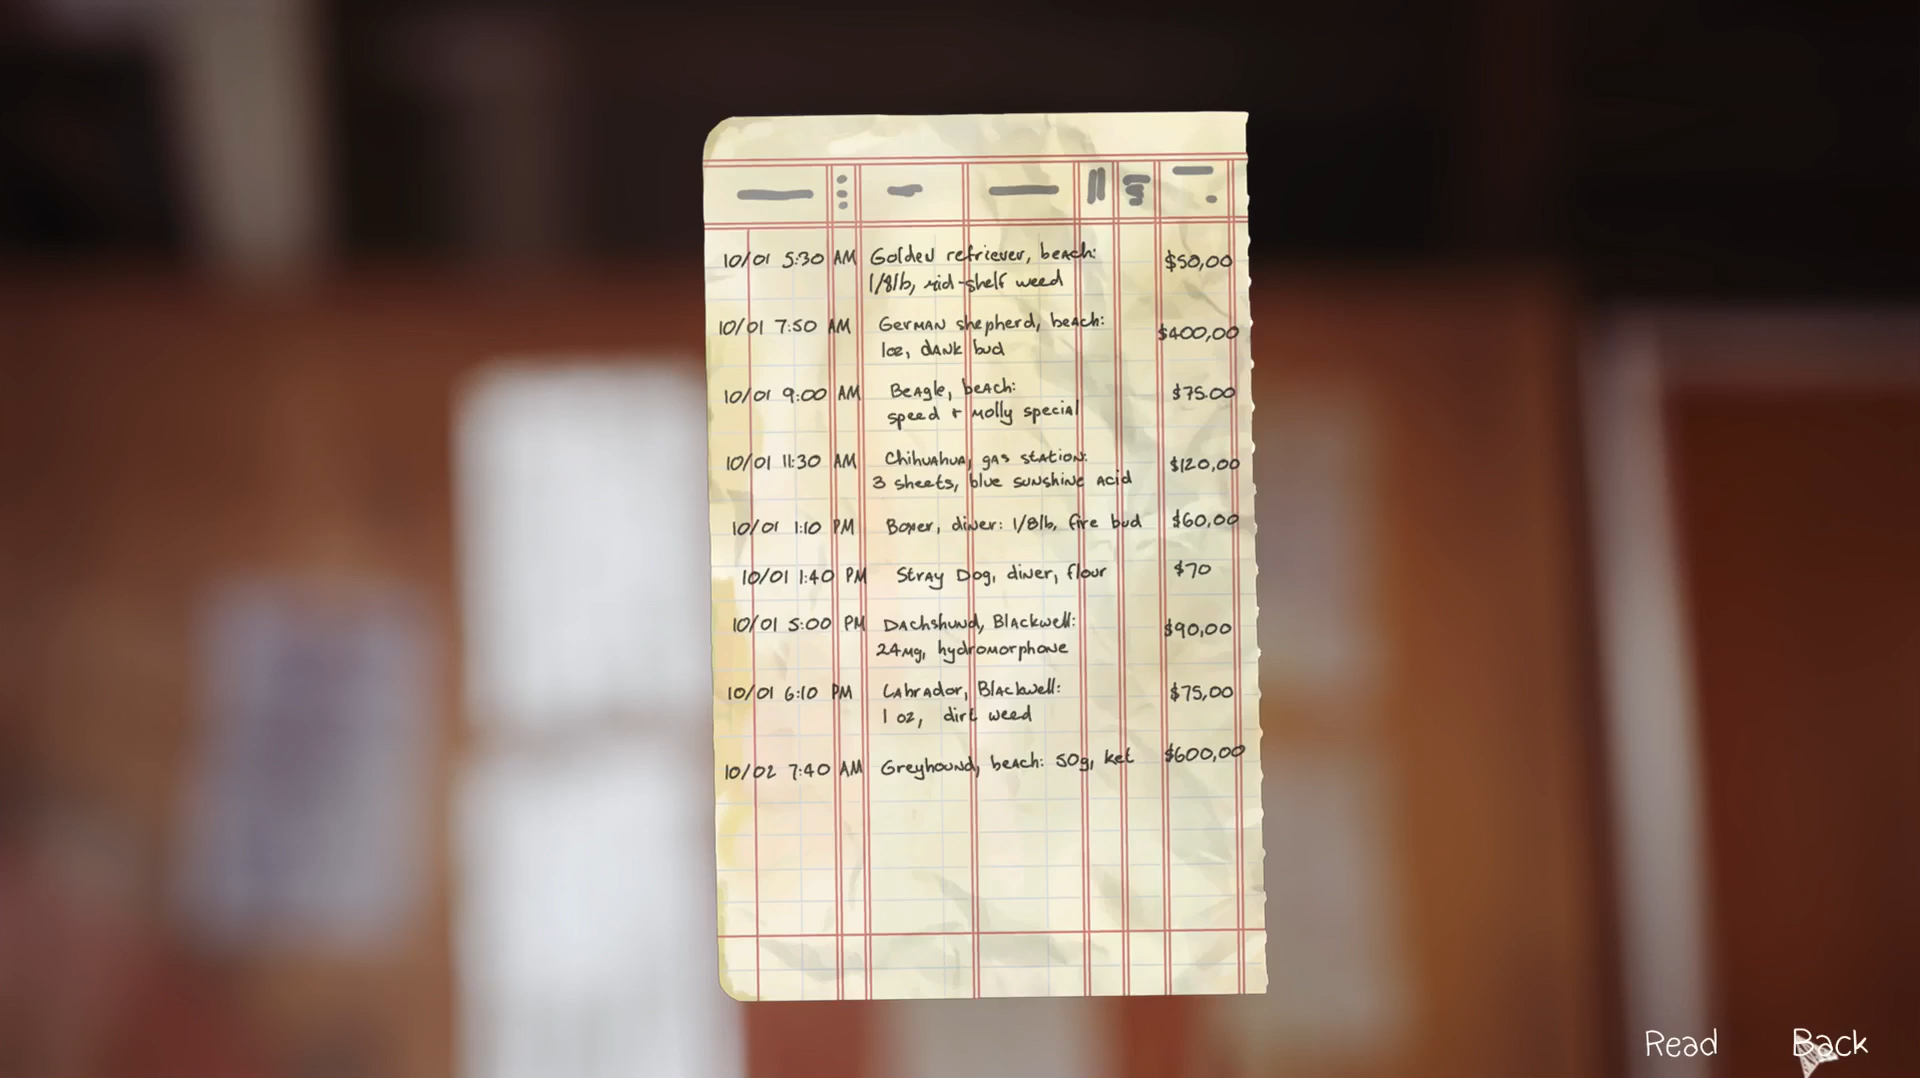 10/01 5:30 AM Golden retriever, beach: $50,00
1/8lb, mid-shelf weed
10/01 7:50 AM German shepherd, beach: $400,00
1oz, dank bud
10/01 9:00 AM Beagle, beach: $75.00
speed + Molly special
10/01 11:30 AM Chihuahua, gas station: $120,00
3 sheets, blue sunshine acid
10/01 1:10 PM Boxer, diner: 1/8lb, fire bud $60,00
10/01 1:40 PM Stray Dog, diner, flour $70
10/01 5:00 PM Dachshund, Blackwell: $90,00
24mg, hydromorphone
10/01 6:10 PM Labrador, Blackwell: $75,00
1 oz, dirt weed
10/02 7:40 AM Greyhound, beach: 50g, ket $600,00
Read Back